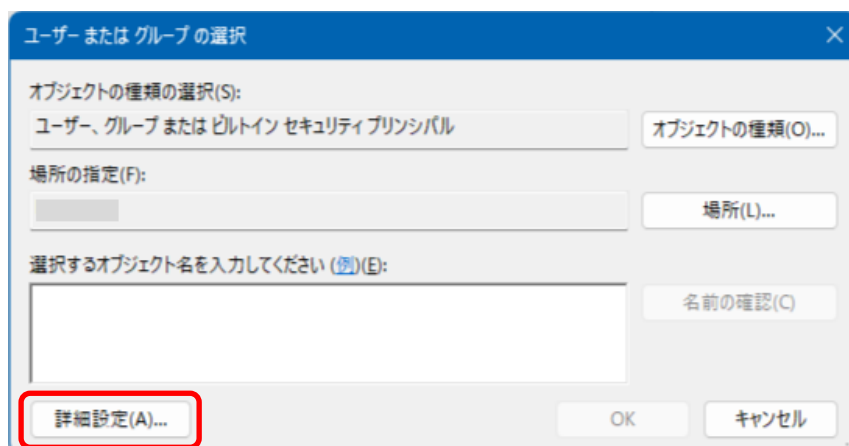 ユーザー または グループ の選択
オブジェクトの種類の選択(S):
ユーザー、グループ または ビルトイン セキュリティ プリンシパル
オブジェクトの種類(O)...
場所の指定(F):
場所(L)...
選択するオブジェクト名を入力してください (例)(E):
名前の確認(C)
詳細設定(A)...
OK
キャンセル